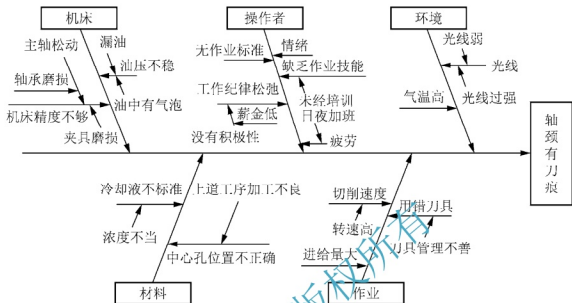 机床
操作者
环境
主轴松动
漏油
油压不稳
轴承磨损
油中有气泡
机床精度不够
夹具磨损
无作业标准
情绪
缺乏作业技能
工作纪律松弛
薪金低
没有积极性
未经培训
日夜加班
疲劳
光线弱
光线
光线过强
气温高
轴颈有刀痕
冷却液不标准
浓度不当
上道工序加工不良
中心孔位置不正确
切削速度
转速高
进给量大
用错刀具
刀具管理不善
材料
作业
版权所有